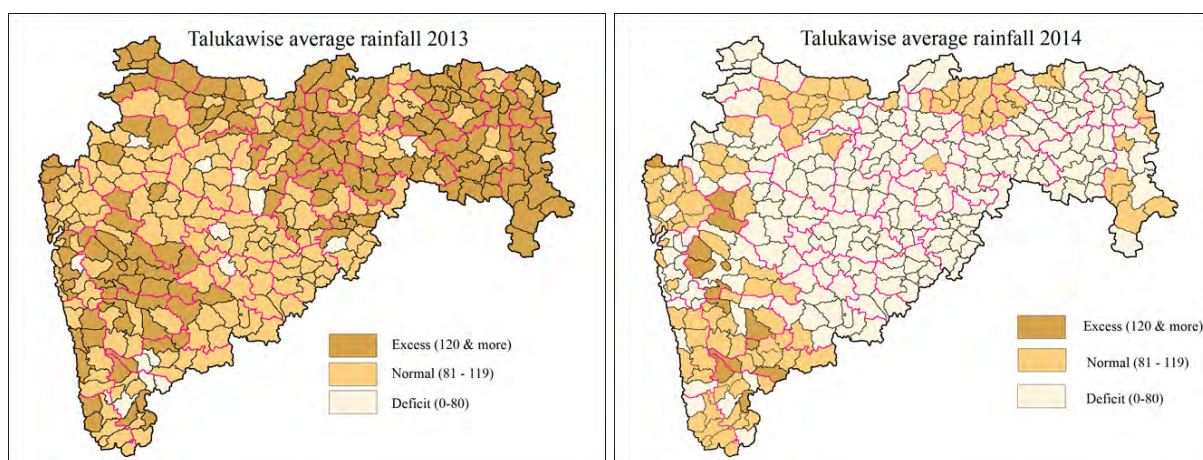 Talukawise average rainfall 2013
Excess (120 & more)
Normal (81 - 119)
Deficit (0-80)
Talukawise average rainfall 2014
Excess (120 & more)
Normal (81 - 119)
Deficit (0-80)